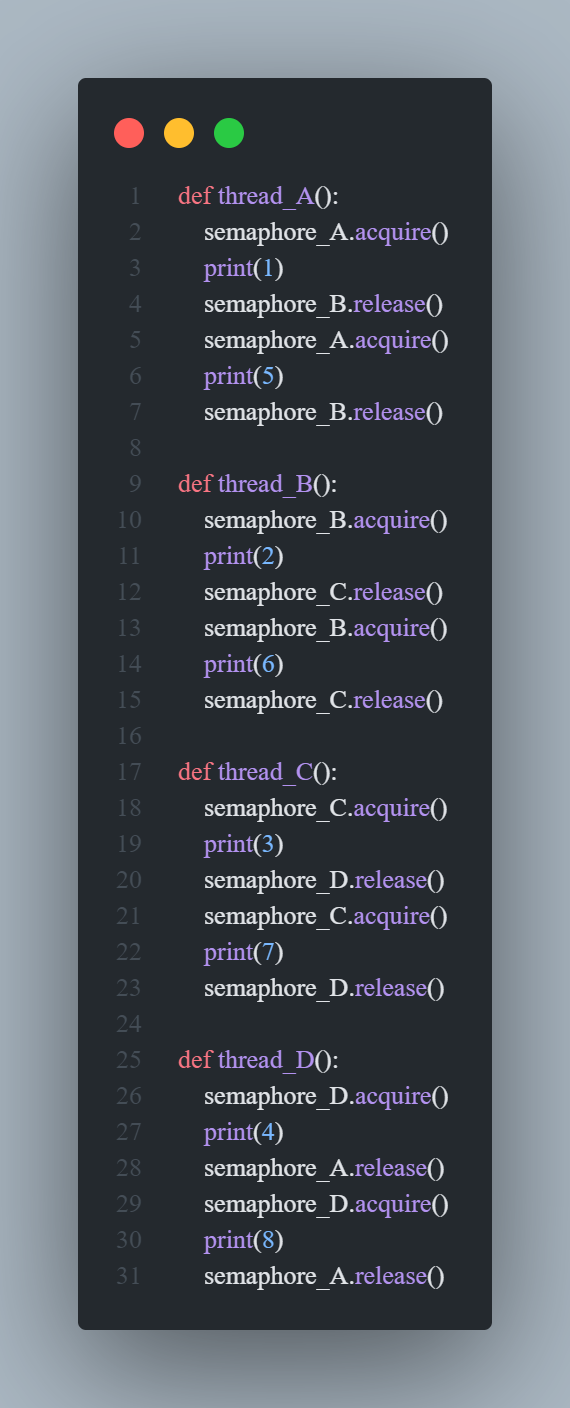 1 def thread_A():
2     semaphore_A.acquire()
3     print(1)
4     semaphore_B.release()
5     semaphore_A.acquire()
6     print(5)
7     semaphore_B.release()
8
9 def thread_B():
10     semaphore_B.acquire()
11     print(2)
12     semaphore_C.release()
13     semaphore_B.acquire()
14     print(6)
15     semaphore_C.release()
16
17 def thread_C():
18     semaphore_C.acquire()
19     print(3)
20     semaphore_D.release()
21     semaphore_C.acquire()
22     print(7)
23     semaphore_D.release()
24
25 def thread_D():
26     semaphore_D.acquire()
27     print(4)
28     semaphore_A.release()
29     semaphore_D.acquire()
30     print(8)
31     semaphore_A.release()